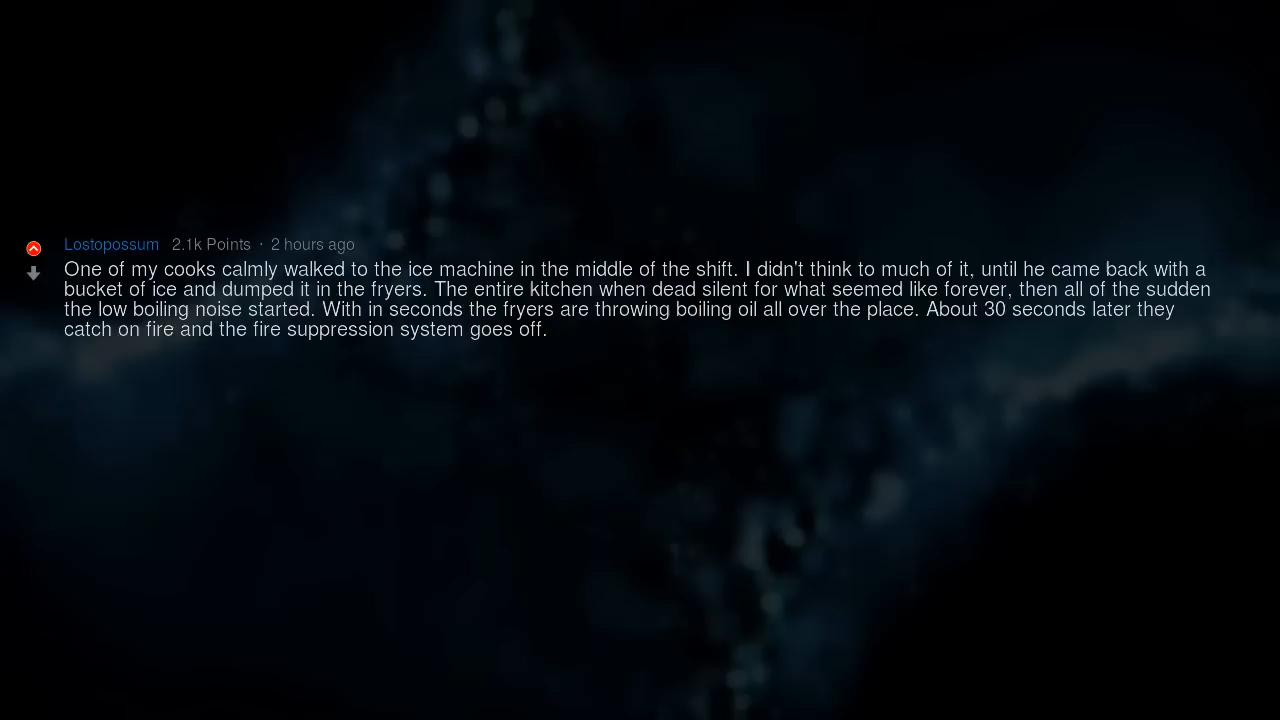 Lostopossum 2.1k Points · 2 hours ago
One of my cooks calmly walked to the ice machine in the middle of the shift. I didn't think to much of it, until he came back with a
bucket of ice and dumped it in the fryers. The entire kitchen when dead silent for what seemed like forever, then all of the sudden
the low boiling noise started. With in seconds the fryers are throwing boiling oil all over the place. About 30 seconds later they
catch on fire and the fire suppression system goes off.